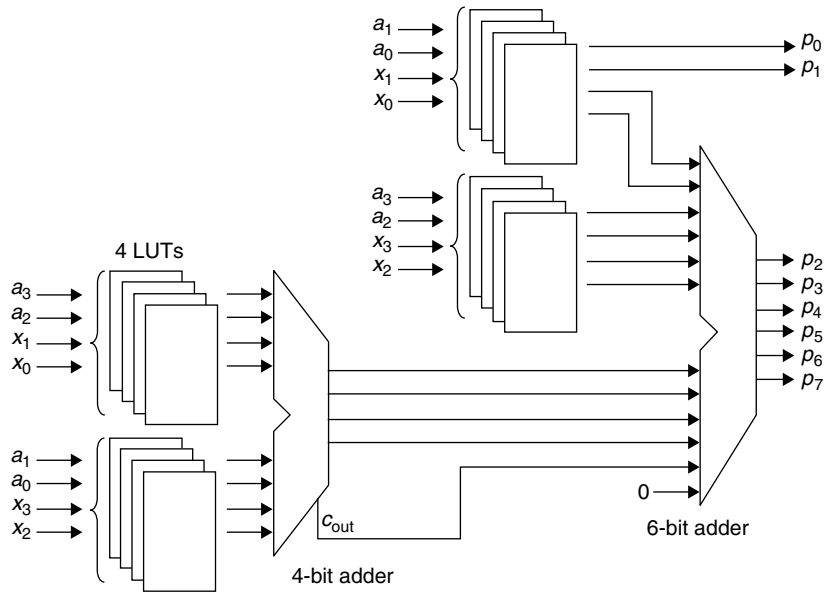 a1
a0
x1
x0
p0
p1
a3
a2
x3
x2
4 LUTs
a3
a2
x1
x0
p2
p3
p4
p5
p6
p7
a1
a0
x3
x2
0
cout
4-bit adder
6-bit adder